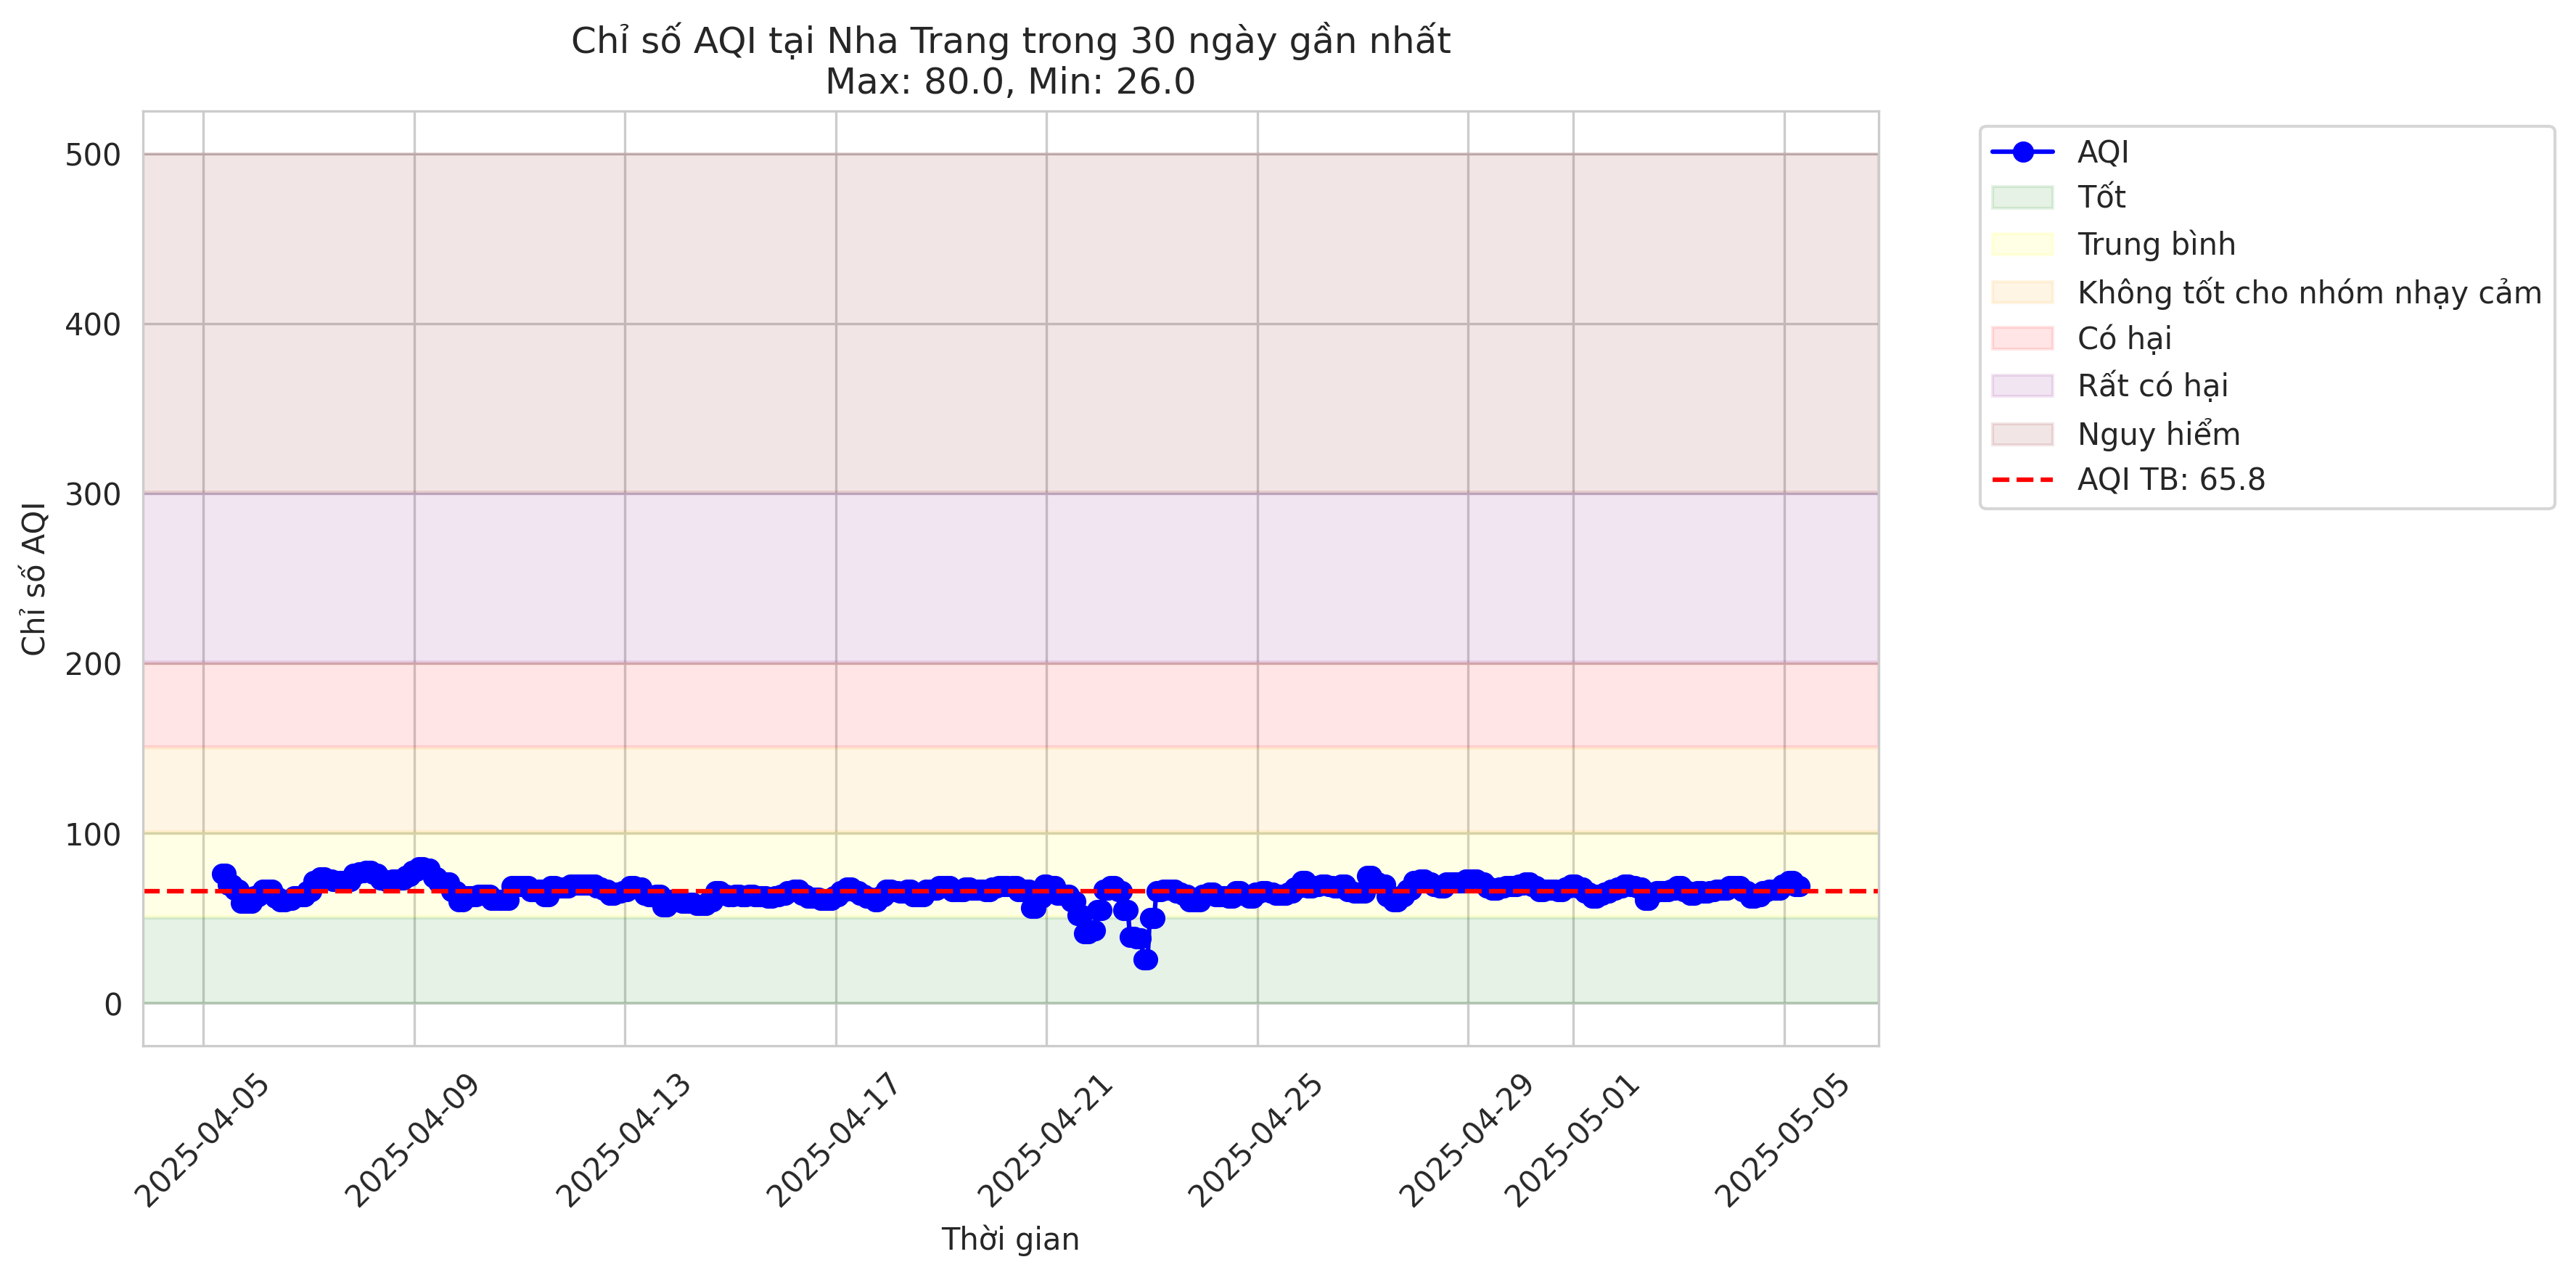 Chỉ số AQI tại Nha Trang trong 30 ngày gần nhất
Max: 80.0, Min: 26.0
Chỉ số AQI
500
400
300
200
100
0
2025-04-05
2025-04-09
2025-04-13
2025-04-17
2025-04-21
2025-04-25
2025-04-29
2025-05-01
2025-05-05
Thời gian
AQI
Tốt
Trung bình
Không tốt cho nhóm nhạy cảm
Có hại
Rất có hại
Nguy hiểm
AQI TB: 65.8